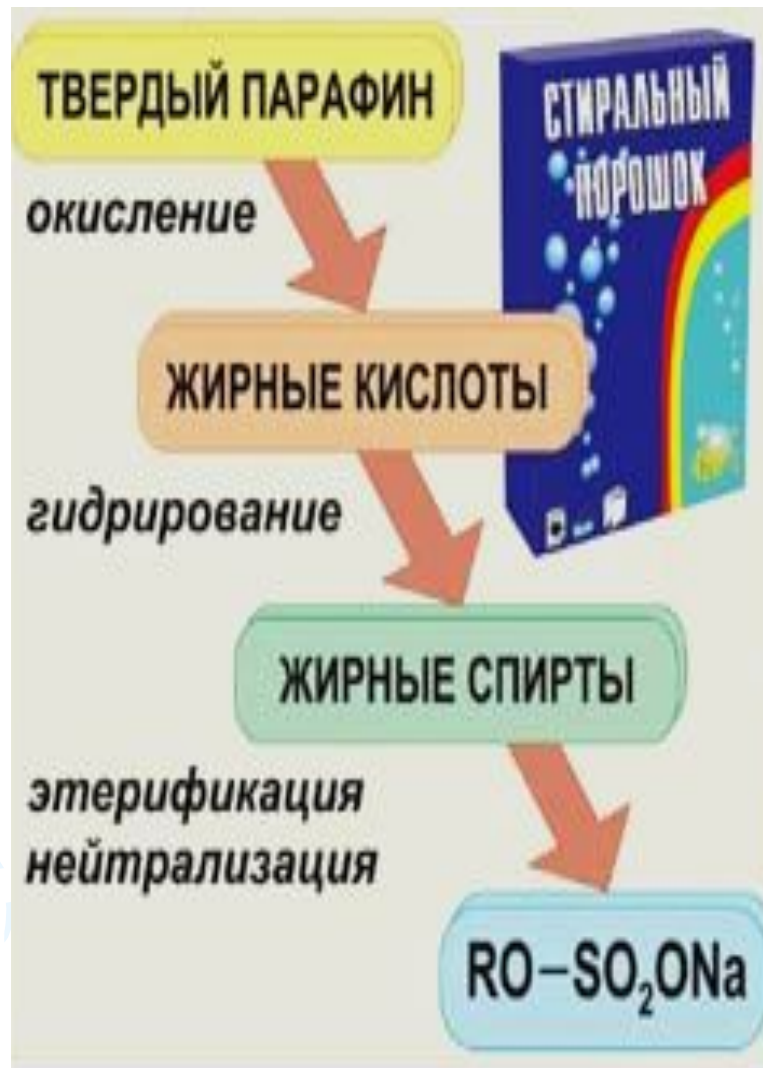 ТВЕРДЫЙ ПАРАФИН
СТИРАЛЬНЫЙ
ПОРОШОК
окисление
ЖИРНЫЕ КИСЛОТЫ
гидрирование
ЖИРНЫЕ СПИРТЫ
этерификация
нейтрализация
RO–SO₂ONa